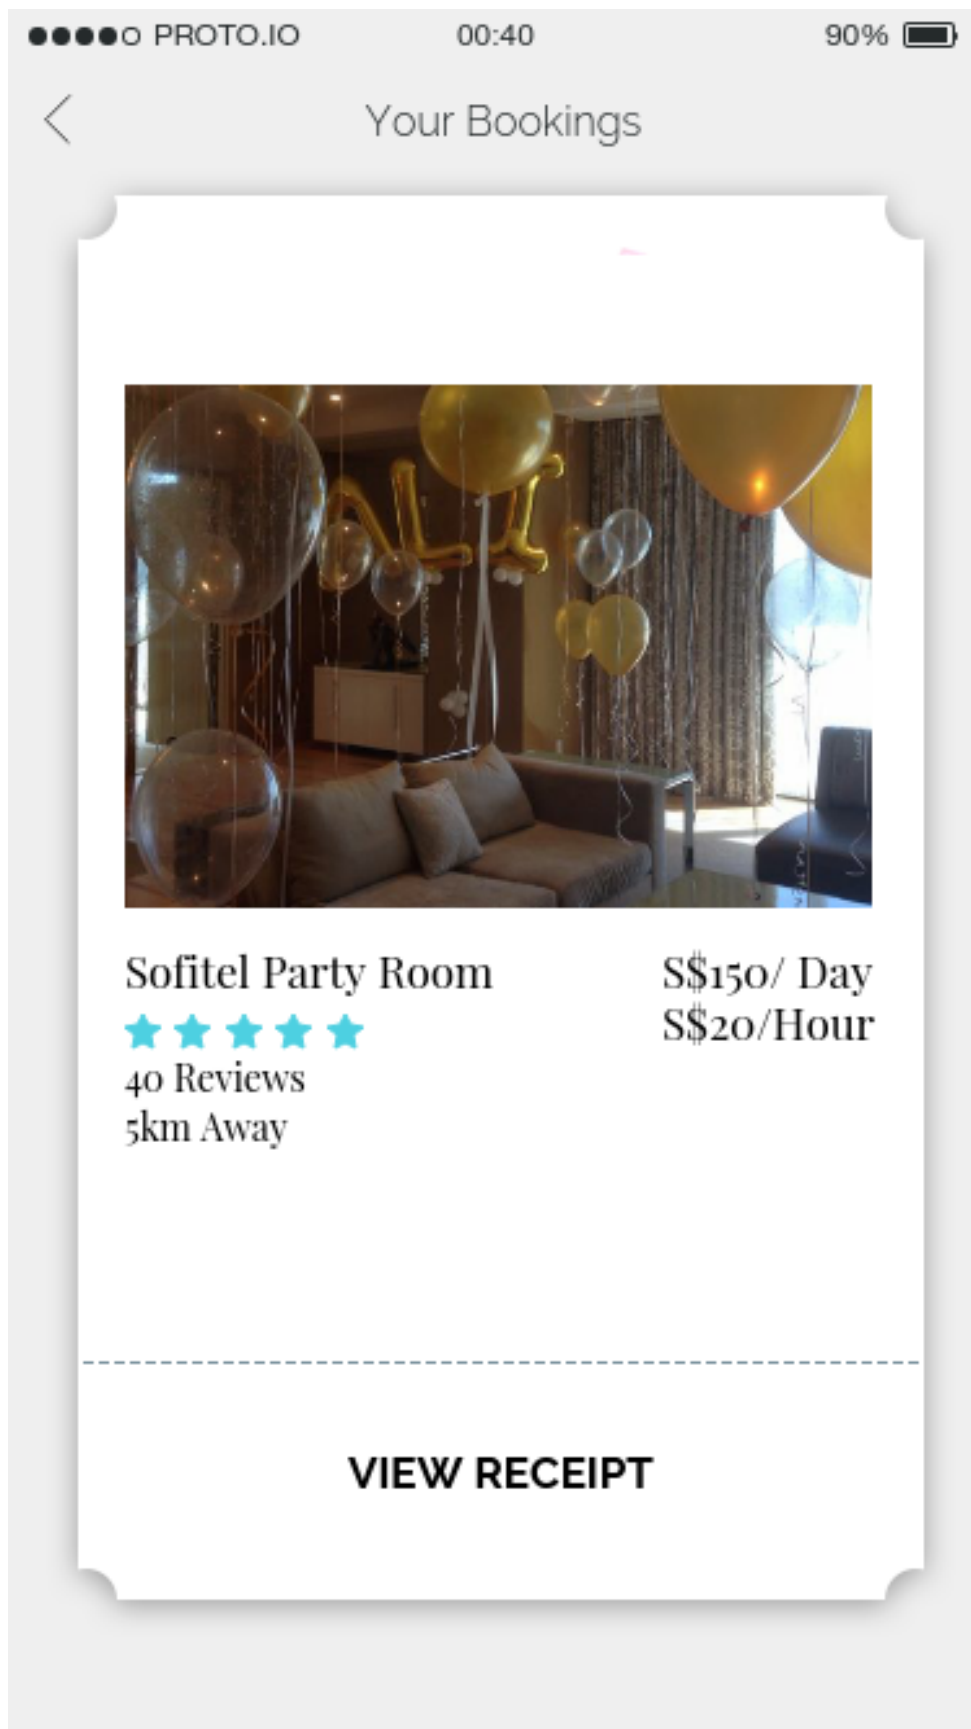 PROTO.IO 00:40 90%
Your Bookings
Sofitel Party Room
S$150/ Day
S$20/Hour
40 Reviews
5km Away
VIEW RECEIPT